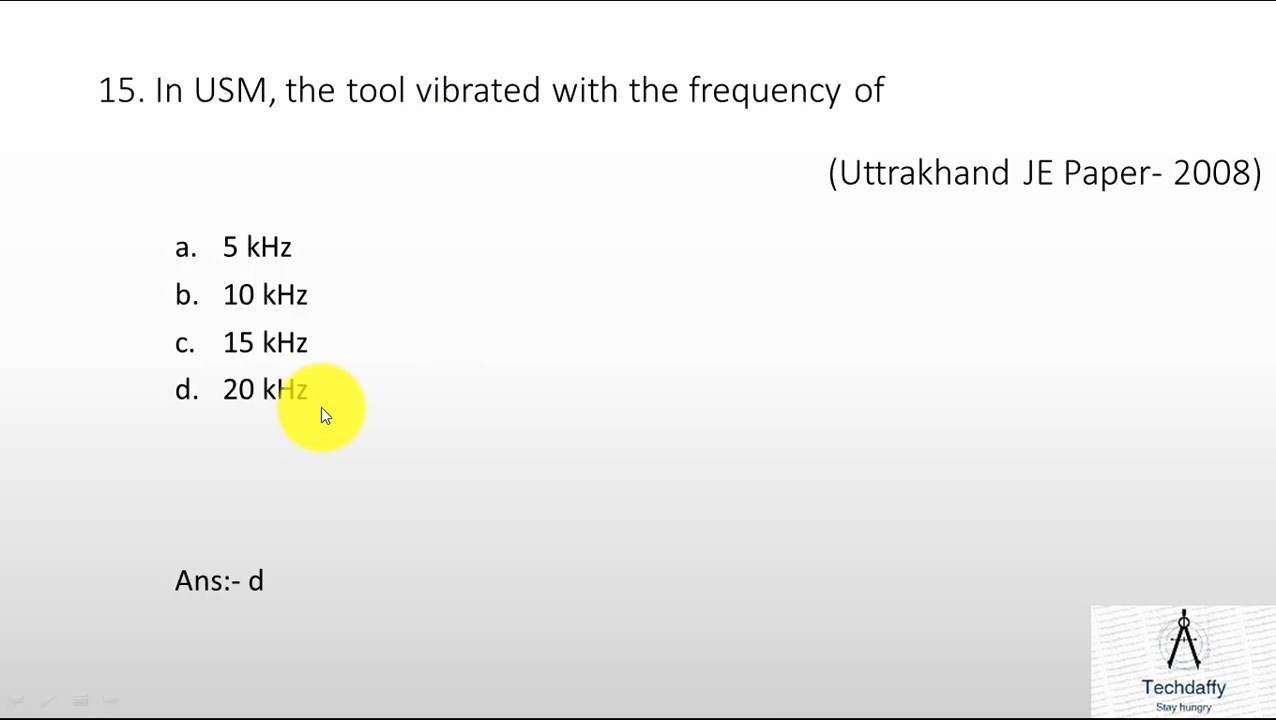 15. In USM, the tool vibrated with the frequency of
(Uttrakhand JE Paper- 2008)
a. 5 kHz
b. 10 kHz
c. 15 kHz
d. 20 kHz
Ans:- d
Techdaffy
Stay hungry